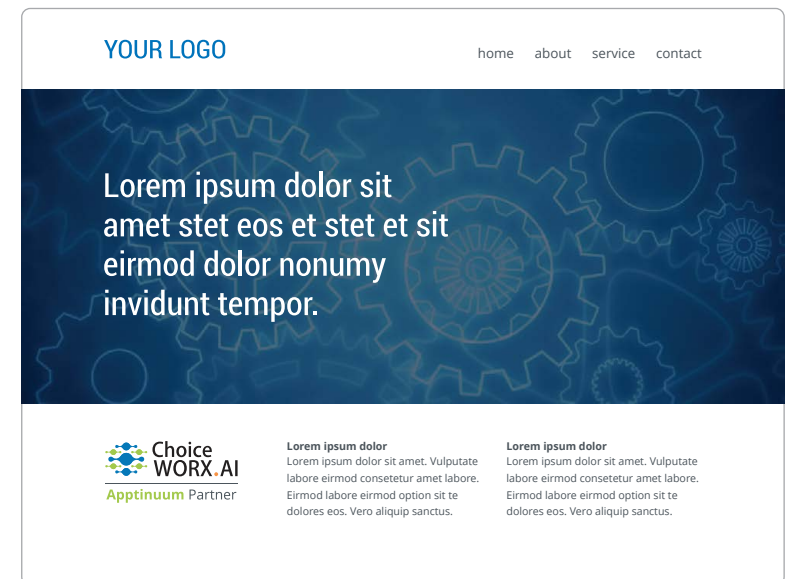 YOUR LOGO
home about service contact
Lorem ipsum dolor sit
amet stet eos et stet et sit
eirmod dolor nonumy
invidunt tempor.
Choice
WORX.AI
Apptinuum Partner
Lorem ipsum dolor
Lorem ipsum dolor sit amet. Vulputate
labore eirmod consetetur amet labore.
Eirmod labore eirmod option sit te
dolores eos. Vero aliquip sanctus.
Lorem ipsum dolor
Lorem ipsum dolor sit amet. Vulputate
labore eirmod consetetur amet labore.
Eirmod labore eirmod option sit te
dolores eos. Vero aliquip sanctus.